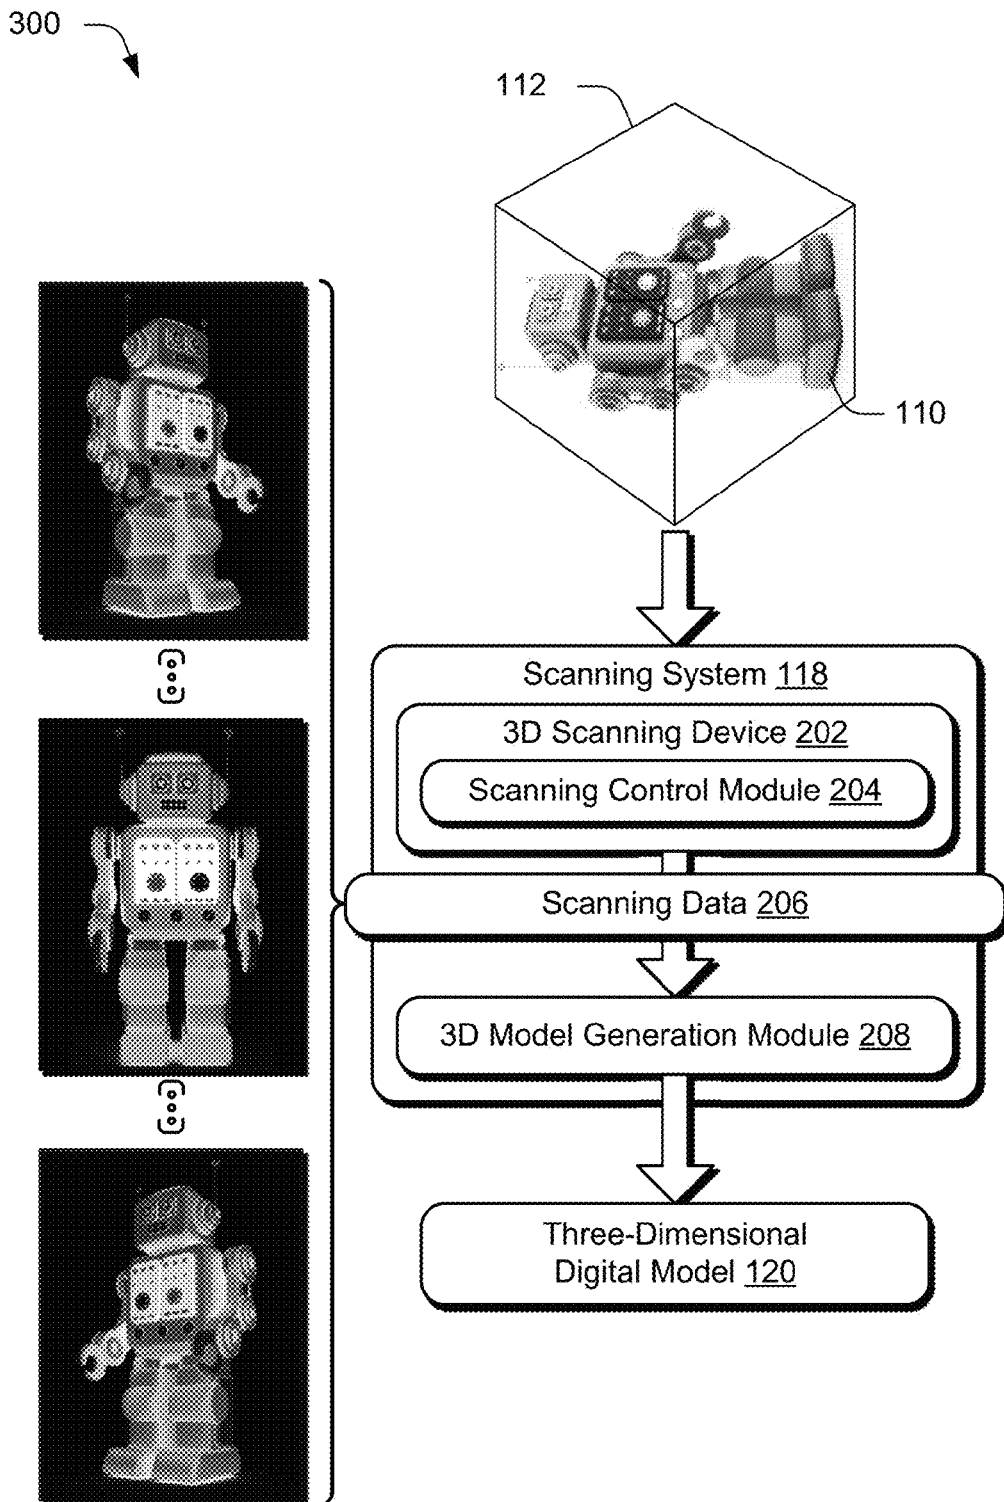 300
112
110
Scanning System 118
3D Scanning Device 202
Scanning Control Module 204
Scanning Data 206
3D Model Generation Module 208
Three-Dimensional
Digital Model 120